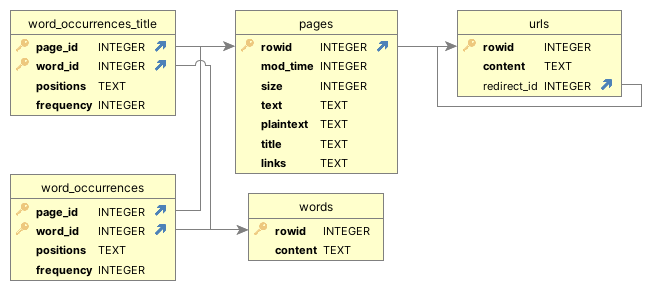 word_occurrences_title
page_id INTEGER
word_id INTEGER
positions TEXT
frequency INTEGER
pages
rowid INTEGER
mod_time INTEGER
size INTEGER
text TEXT
plaintext TEXT
title TEXT
links TEXT
urls
rowid INTEGER
content TEXT
redirect_id INTEGER
word_occurrences
page_id INTEGER
word_id INTEGER
positions TEXT
frequency INTEGER
words
rowid INTEGER
content TEXT